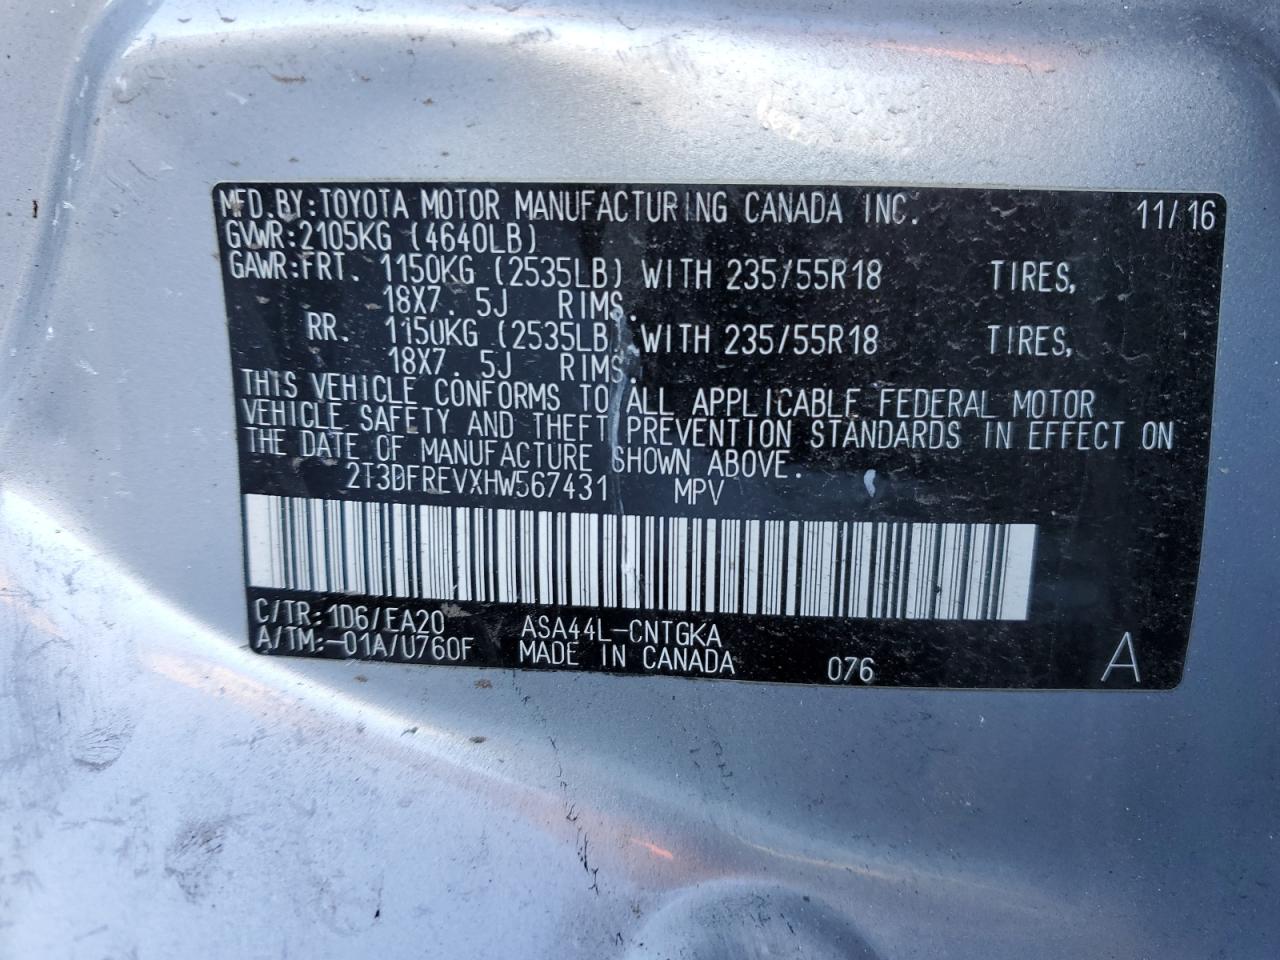 MFD.BY:TOYOTA MOTOR MANUFACTURING CANADA INC. 11/16
GVWR:2105KG (4640LB)
GAWR:FRT. 1150KG (2535LB) WITH 235/55R18 TIRES,
18X7. 5J RIMS.
RR. 1150KG (2535LB) WITH 235/55R18 TIRES,
18X7. 5J RIMS.
THIS VEHICLE CONFORMS TO ALL APPLICABLE FEDERAL MOTOR
VEHICLE SAFETY AND THEFT PREVENTION STANDARDS IN EFFECT ON
THE DATE OF MANUFACTURE SHOWN ABOVE.
2T3DFREVXHW567431 MPV
C/TR:1D6/EA20 ASA44L-CNTGKA
A/TM:-01A/U760F MADE IN CANADA 076 A